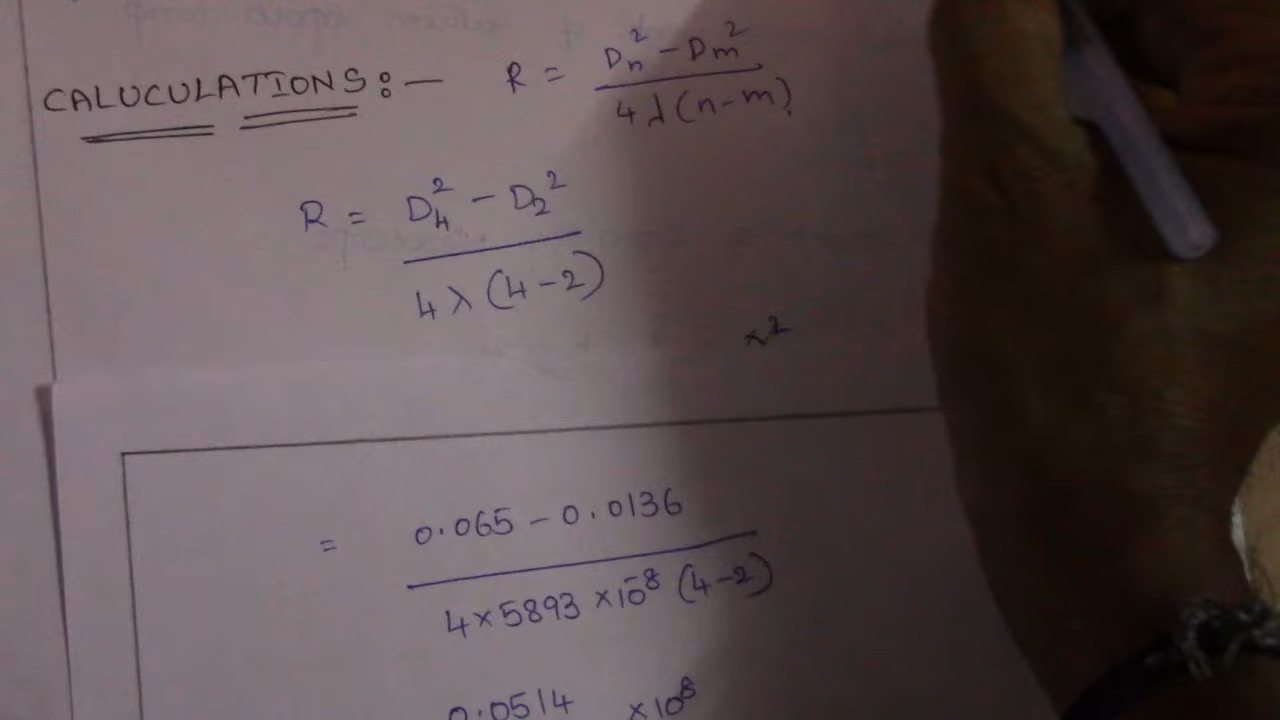 CALUCULATIONS:- R = Dn² - Dm² / 4λ(n-m)
R = D4² - D2² / 4λ(4-2)
x²
= 0.065 - 0.0136 / 4×5893×10⁻⁸ (4-2)
0.0514 ×10⁸